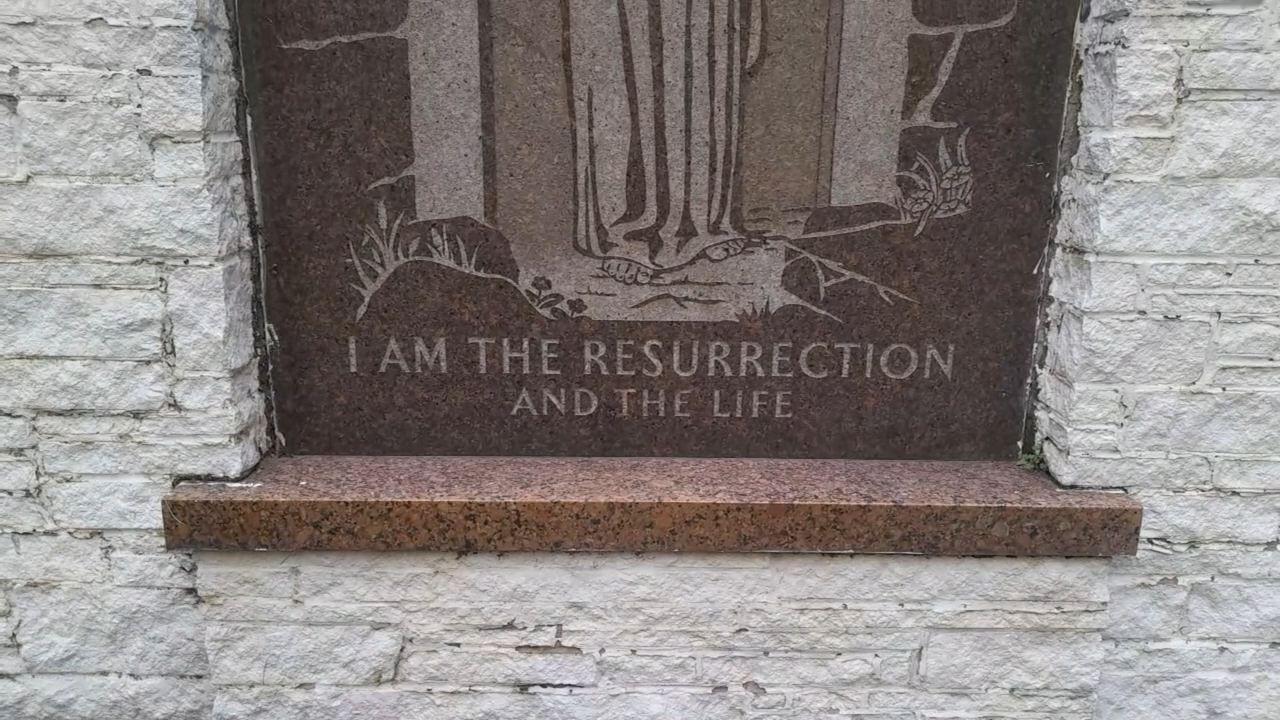 I AM THE RESURRECTION
AND THE LIFE